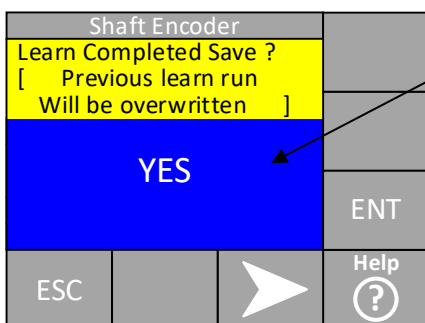 Shaft Encoder
Learn Completed Save ?
[ Previous learn run
Will be overwritten ]
YES
ENT
ESC
Help
?